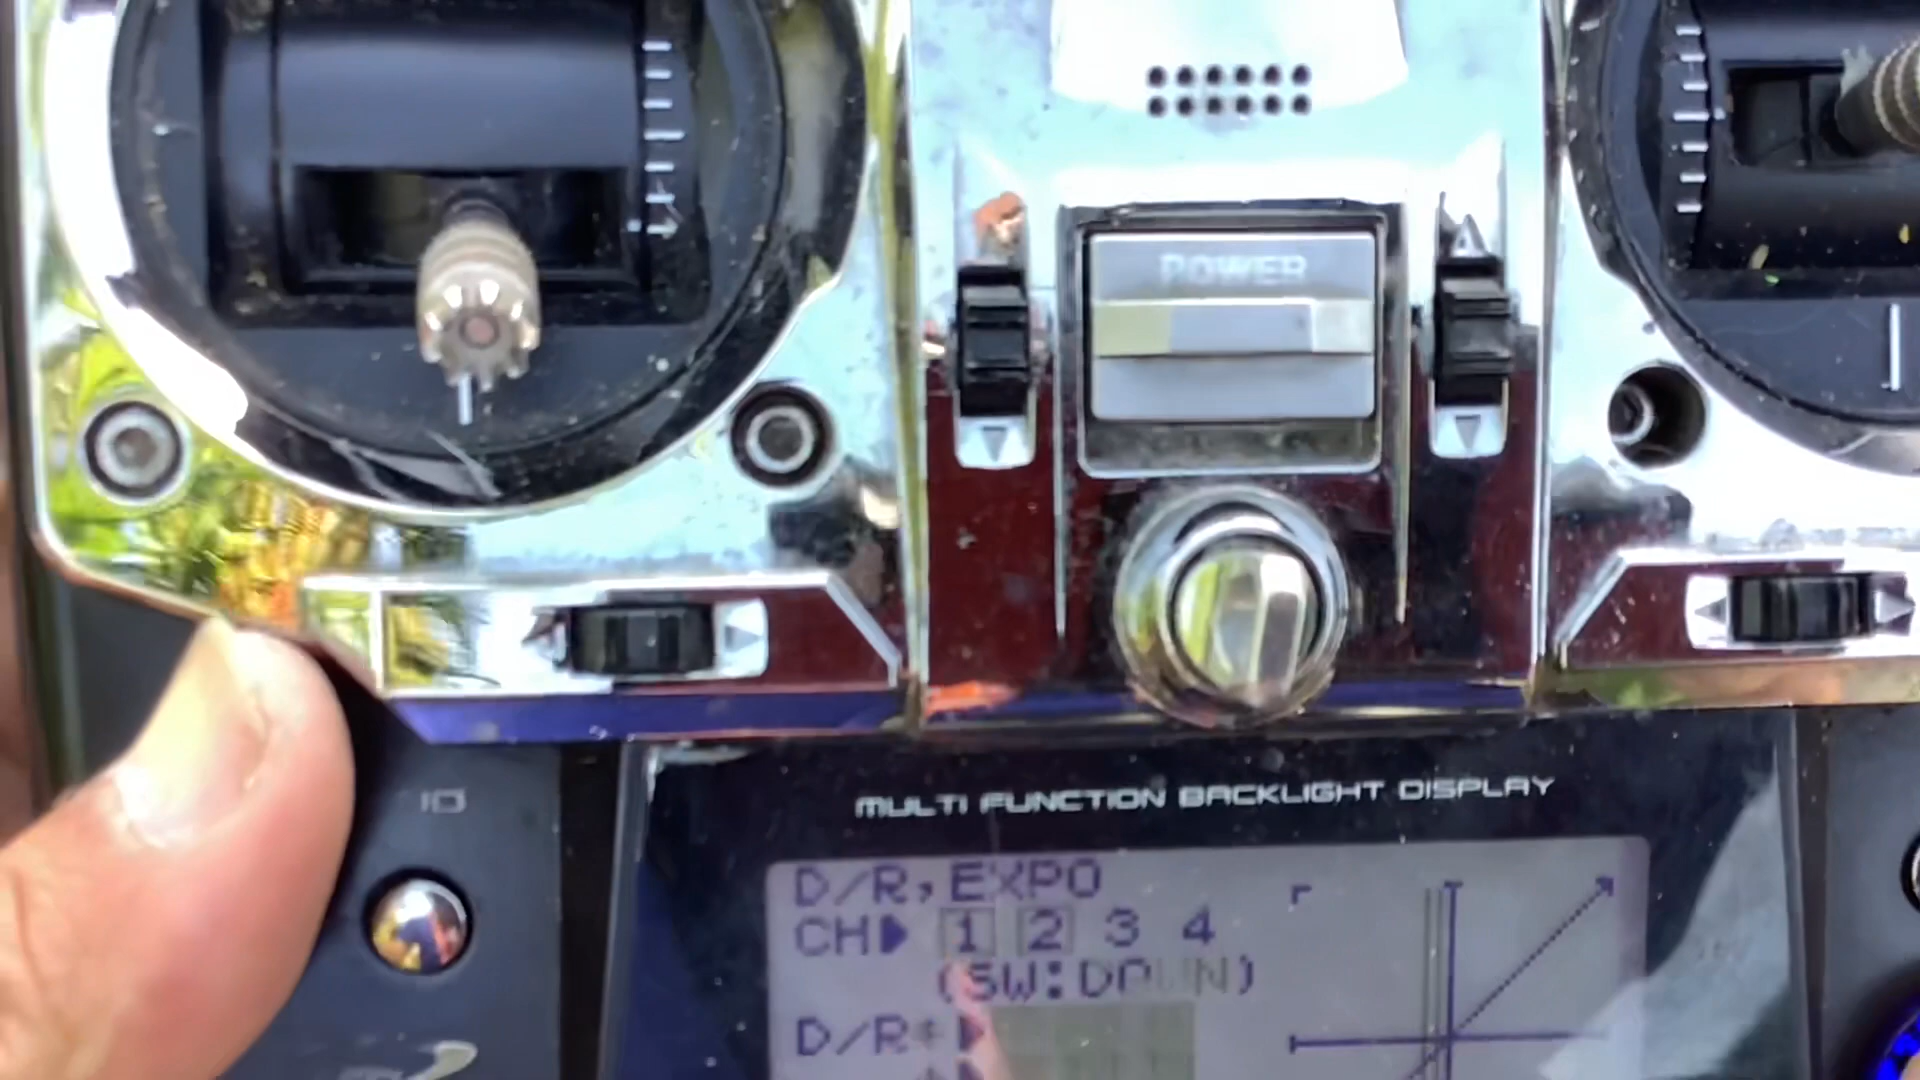 POWER
MULTI FUNCTION BACKLIGHT DISPLAY
D/R,EXPO
CH▶ 1 2 3 4
(SW:DOWN)
D/R